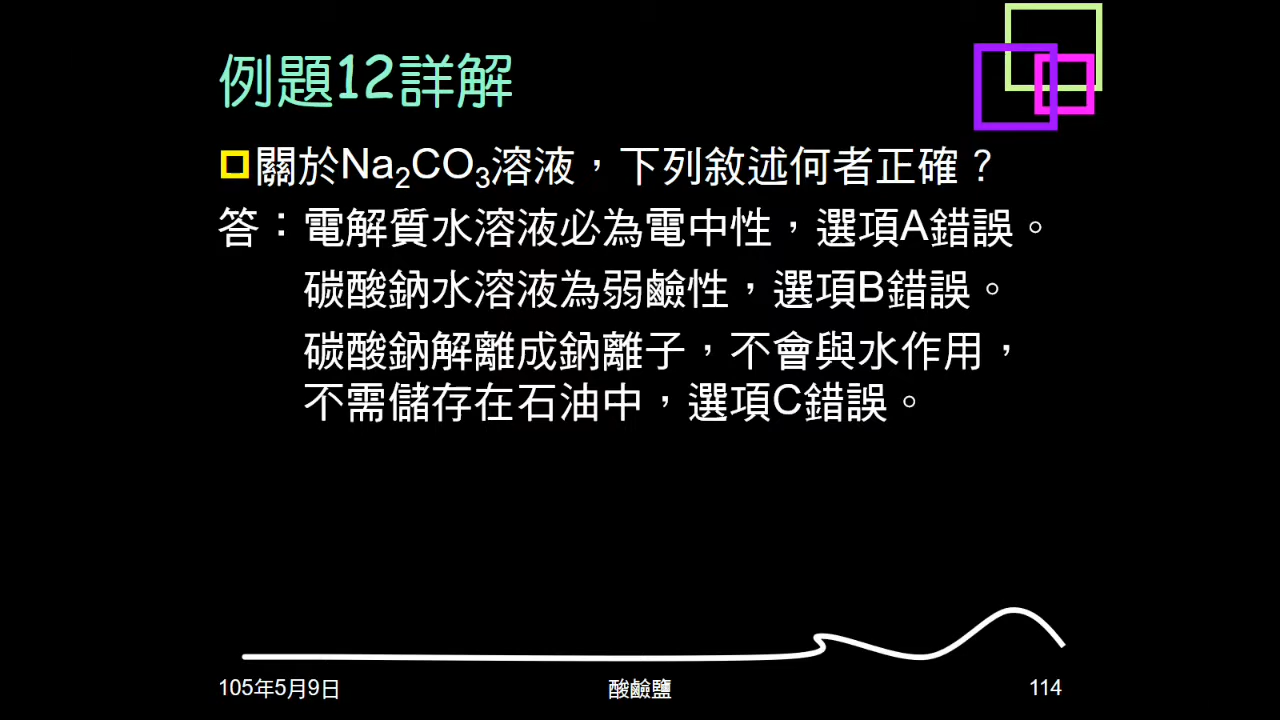 例題12詳解
關於Na₂CO₃溶液，下列敘述何者正確？
答：電解質水溶液必為電中性，選項A錯誤。
碳酸鈉水溶液為弱鹼性，選項B錯誤。
碳酸鈉解離成鈉離子，不會與水作用，
不需儲存在石油中，選項C錯誤。
105年5月9日
酸鹼鹽
114